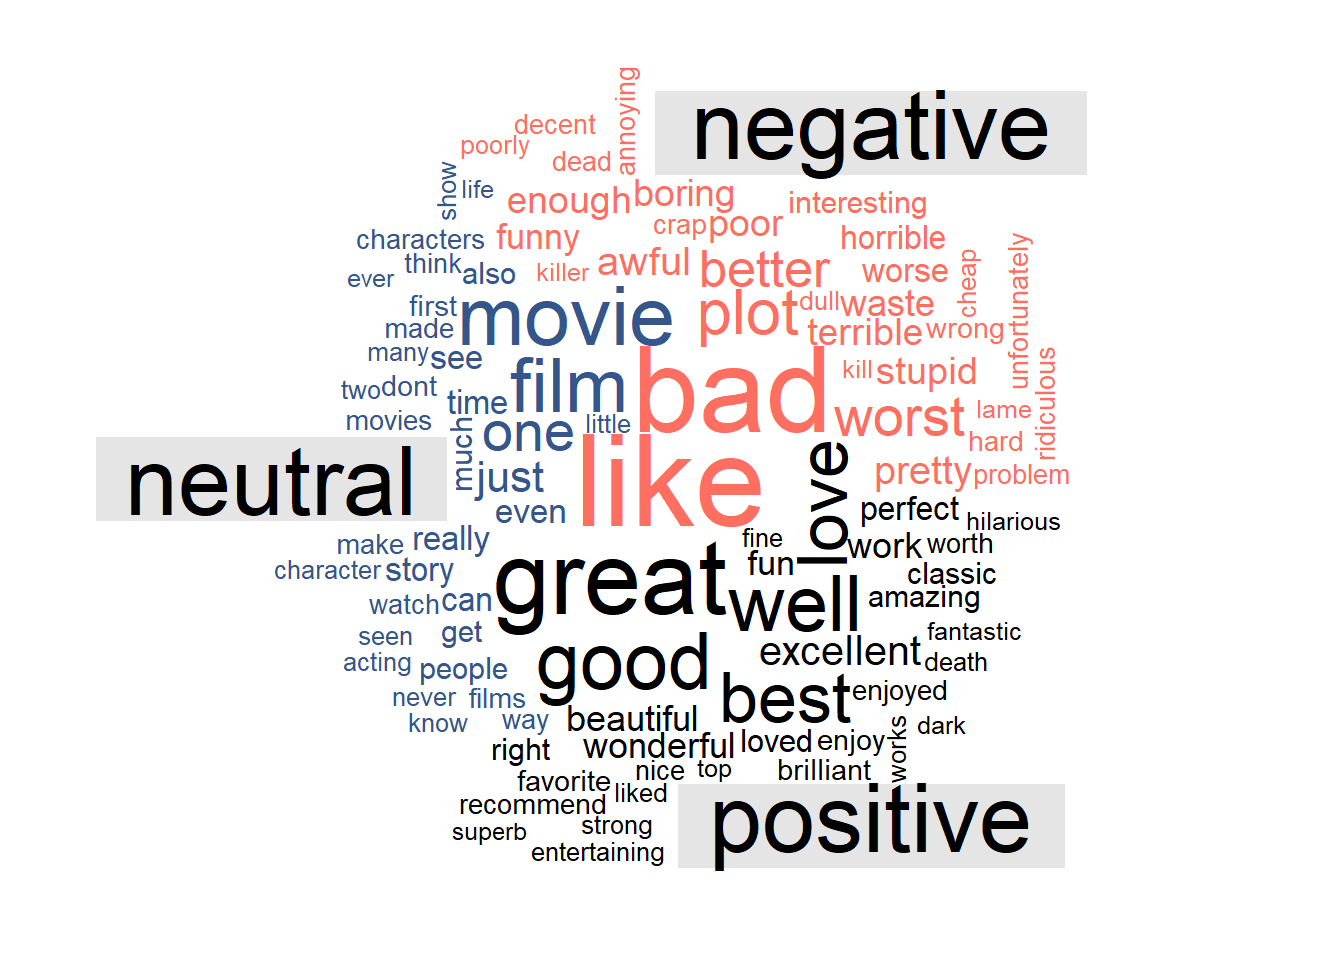 annoying
negative
decent
poorly
dead
show
life
enough
boring
interesting
crap
poor
characters
funny
horrible
unfortunately
think
also
killer
awful
better
worse
cheap
ever
first
movie
plot
dull
waste
made
terrible
wrong
many
see
film
bad
kill
stupid
ridiculous
two
dont
time
worst
lame
movies
much
one
little
hard
neutral
just
like
love
pretty
problem
even
perfect
hilarious
make
really
fine
work
worth
character
story
great
fun
classic
watch
can
well
amazing
seen
get
good
excellent
fantastic
acting
people
death
never
films
best
enjoyed
know
way
beautiful
works
dark
right
wonderful
loved
enjoy
favorite
nice
top
brilliant
recommend
liked
positive
superb
strong
entertaining